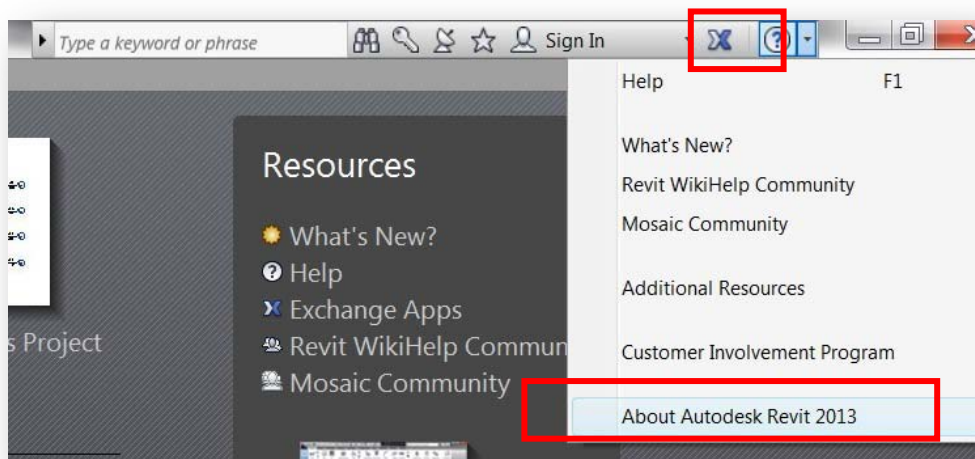 Type a keyword or phrase
Sign In
Help F1
What's New?
Revit WikiHelp Community
Mosaic Community
Additional Resources
Customer Involvement Program
About Autodesk Revit 2013
Resources
What's New?
Help
Exchange Apps
Revit WikiHelp Commun
Mosaic Community
s Project